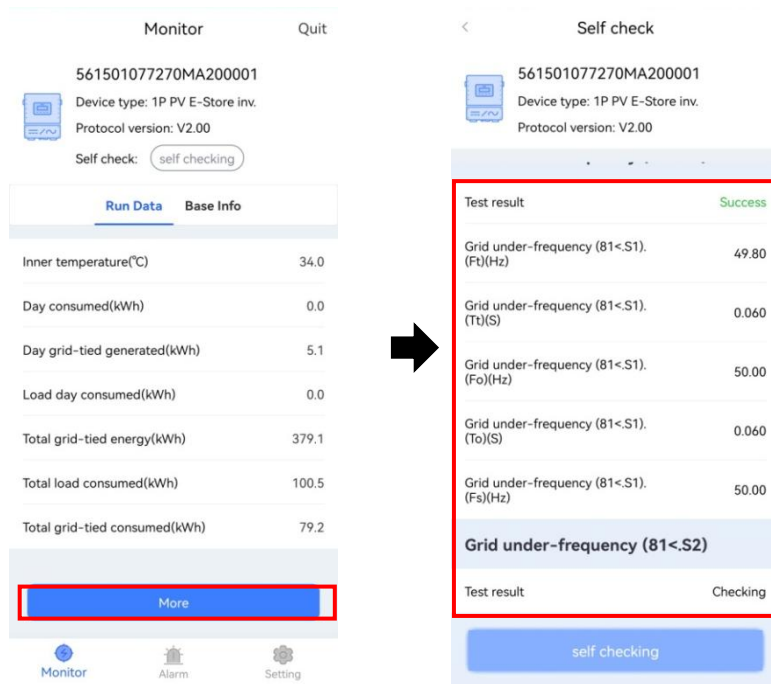 Monitor
Quit
561501077270MA200001
Device type: 1P PV E-Store inv.
Protocol version: V2.00
Self check: self checking
Run Data Base Info
Inner temperature(℃) 34.0
Day consumed(kWh) 0.0
Day grid-tied generated(kWh) 5.1
Load day consumed(kWh) 0.0
Total grid-tied energy(kWh) 379.1
Total load consumed(kWh) 100.5
Total grid-tied consumed(kWh) 79.2
More
Monitor Alarm Setting
Self check
561501077270MA200001
Device type: 1P PV E-Store inv.
Protocol version: V2.00
Test result Success
Grid under-frequency (81<.S1).
(Ft)(Hz) 49.80
Grid under-frequency (81<.S1).
(Tt)(S) 0.060
Grid under-frequency (81<.S1).
(Fo)(Hz) 50.00
Grid under-frequency (81<.S1).
(To)(S) 0.060
Grid under-frequency (81<.S1).
(Fs)(Hz) 50.00
Grid under-frequency (81<.S2)
Test result Checking
self checking